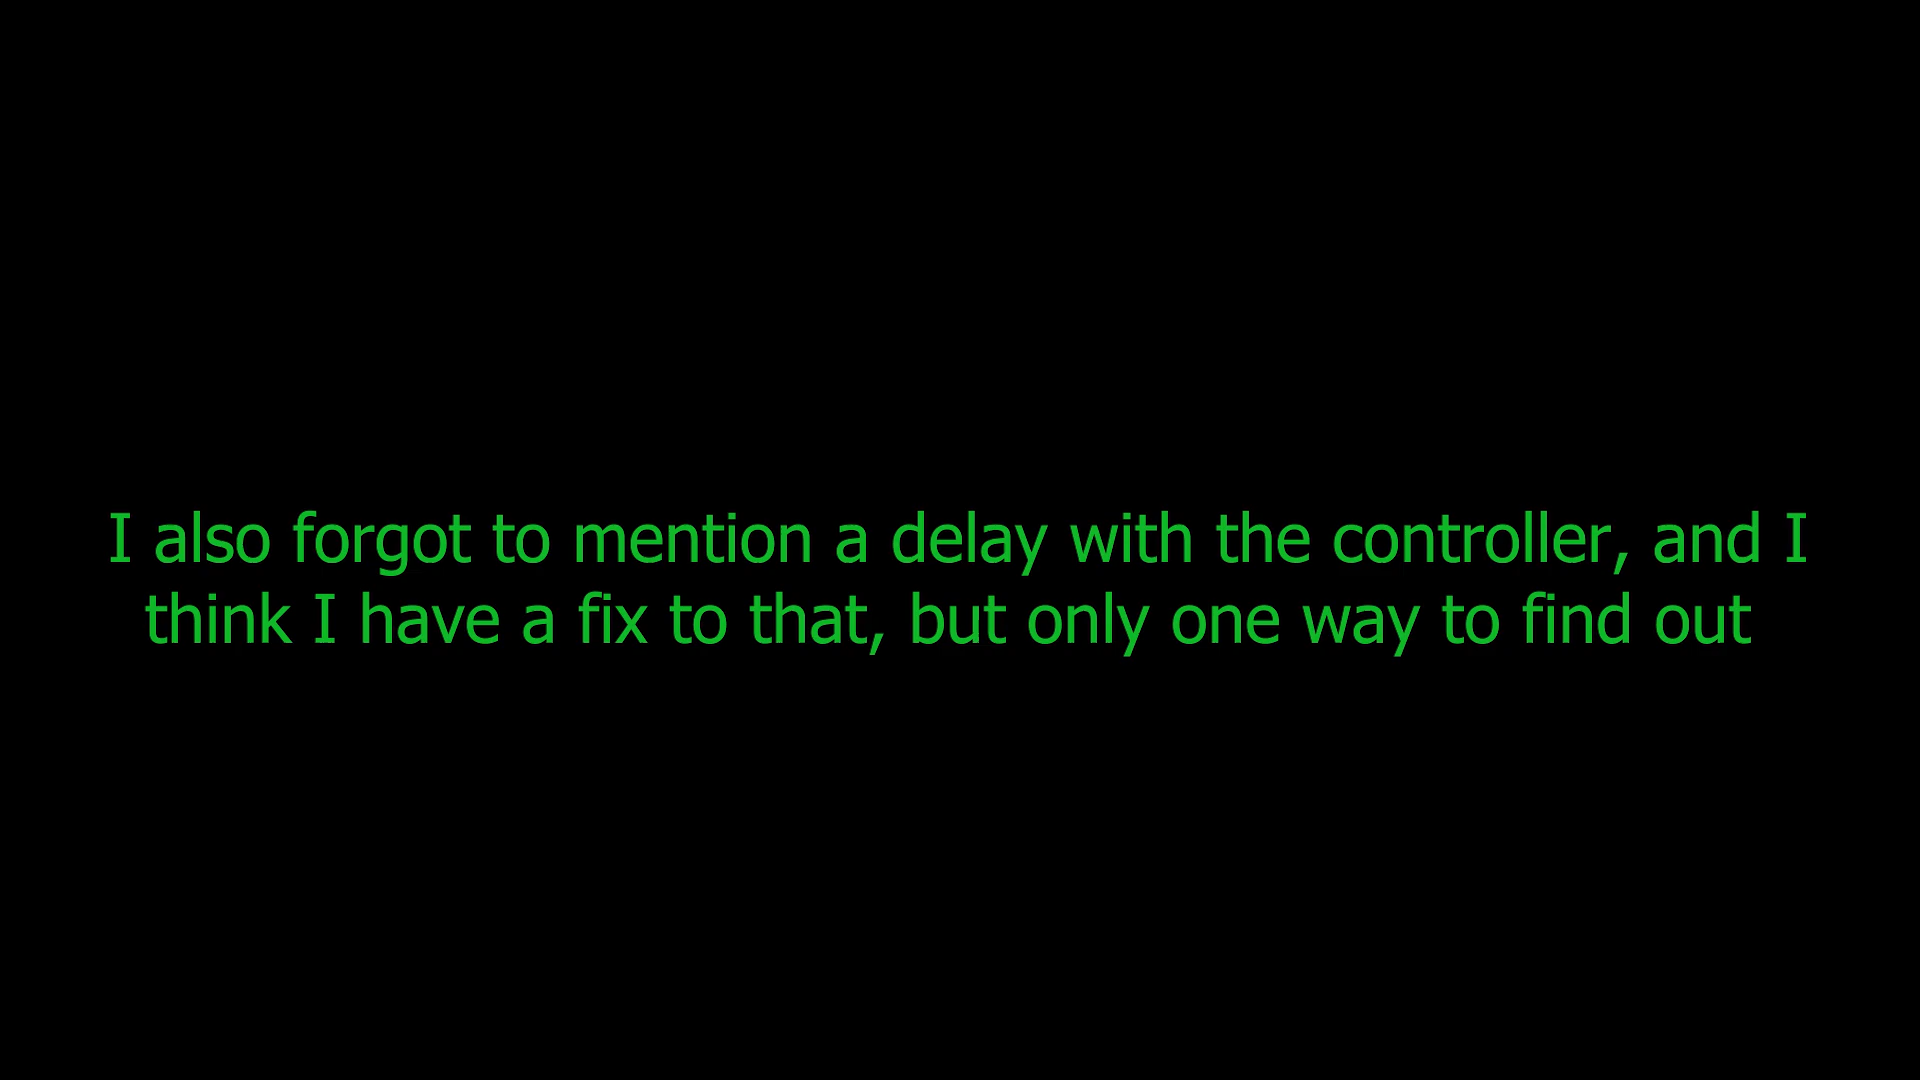 I also forgot to mention a delay with the controller, and I
think I have a fix to that, but only one way to find out